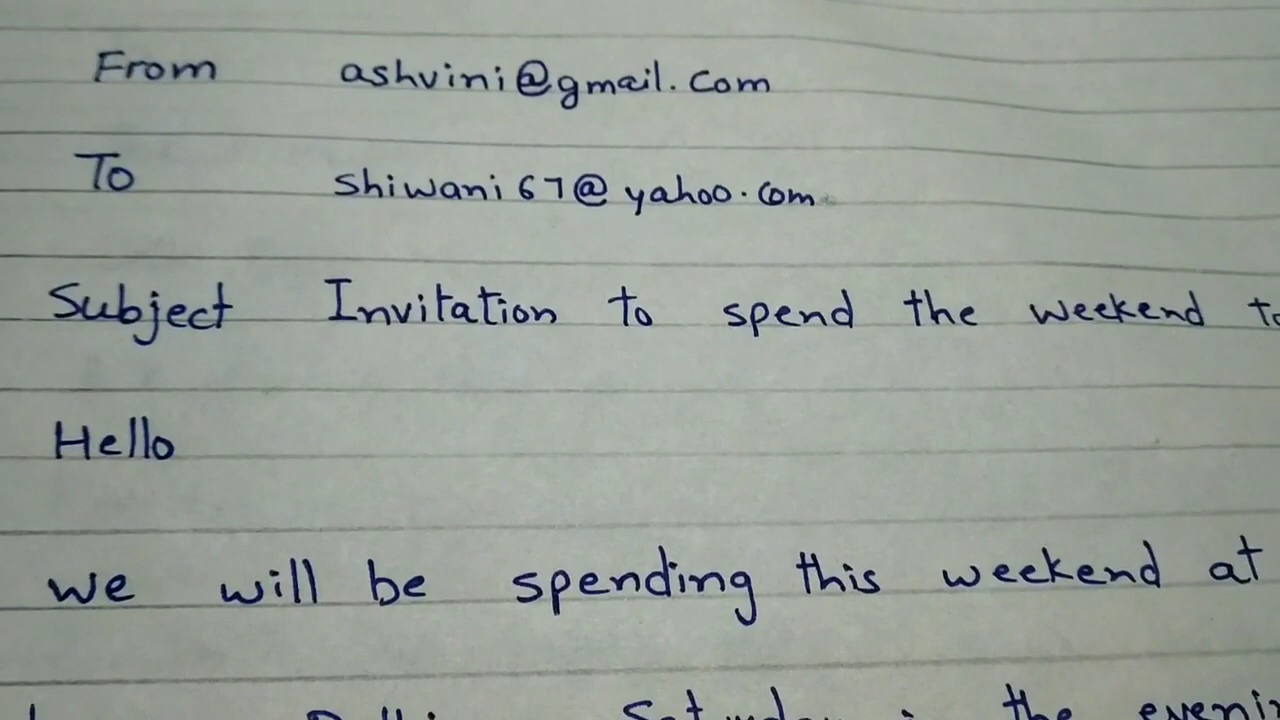 From ashvini@gmail.com
To shiwani67@yahoo.com
Subject Invitation to spend the weekend
Hello
we will be spending this weekend at
the